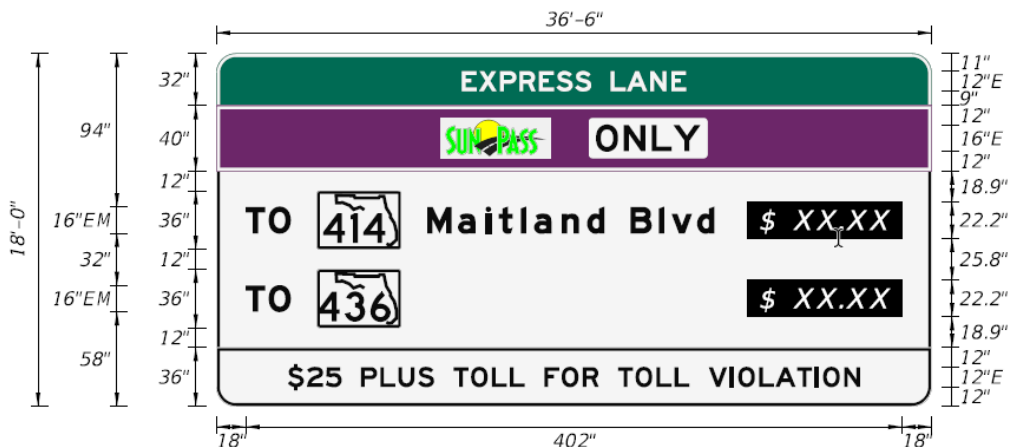 36'-6"
32"
EXPRESS LANE
11"
12"E
9"
94"
40"
SUNPASS ONLY
12"
16"E
12"
12"
18.9"
18'-0"
16"EM
36"
TO 414 Maitland Blvd $ XX.XX
22.2"
32"
12"
25.8"
16"EM
36"
TO 436 $ XX.XX
22.2"
12"
18.9"
58"
36"
$25 PLUS TOLL FOR TOLL VIOLATION
12"
12"E
12"
18"
402"
18"